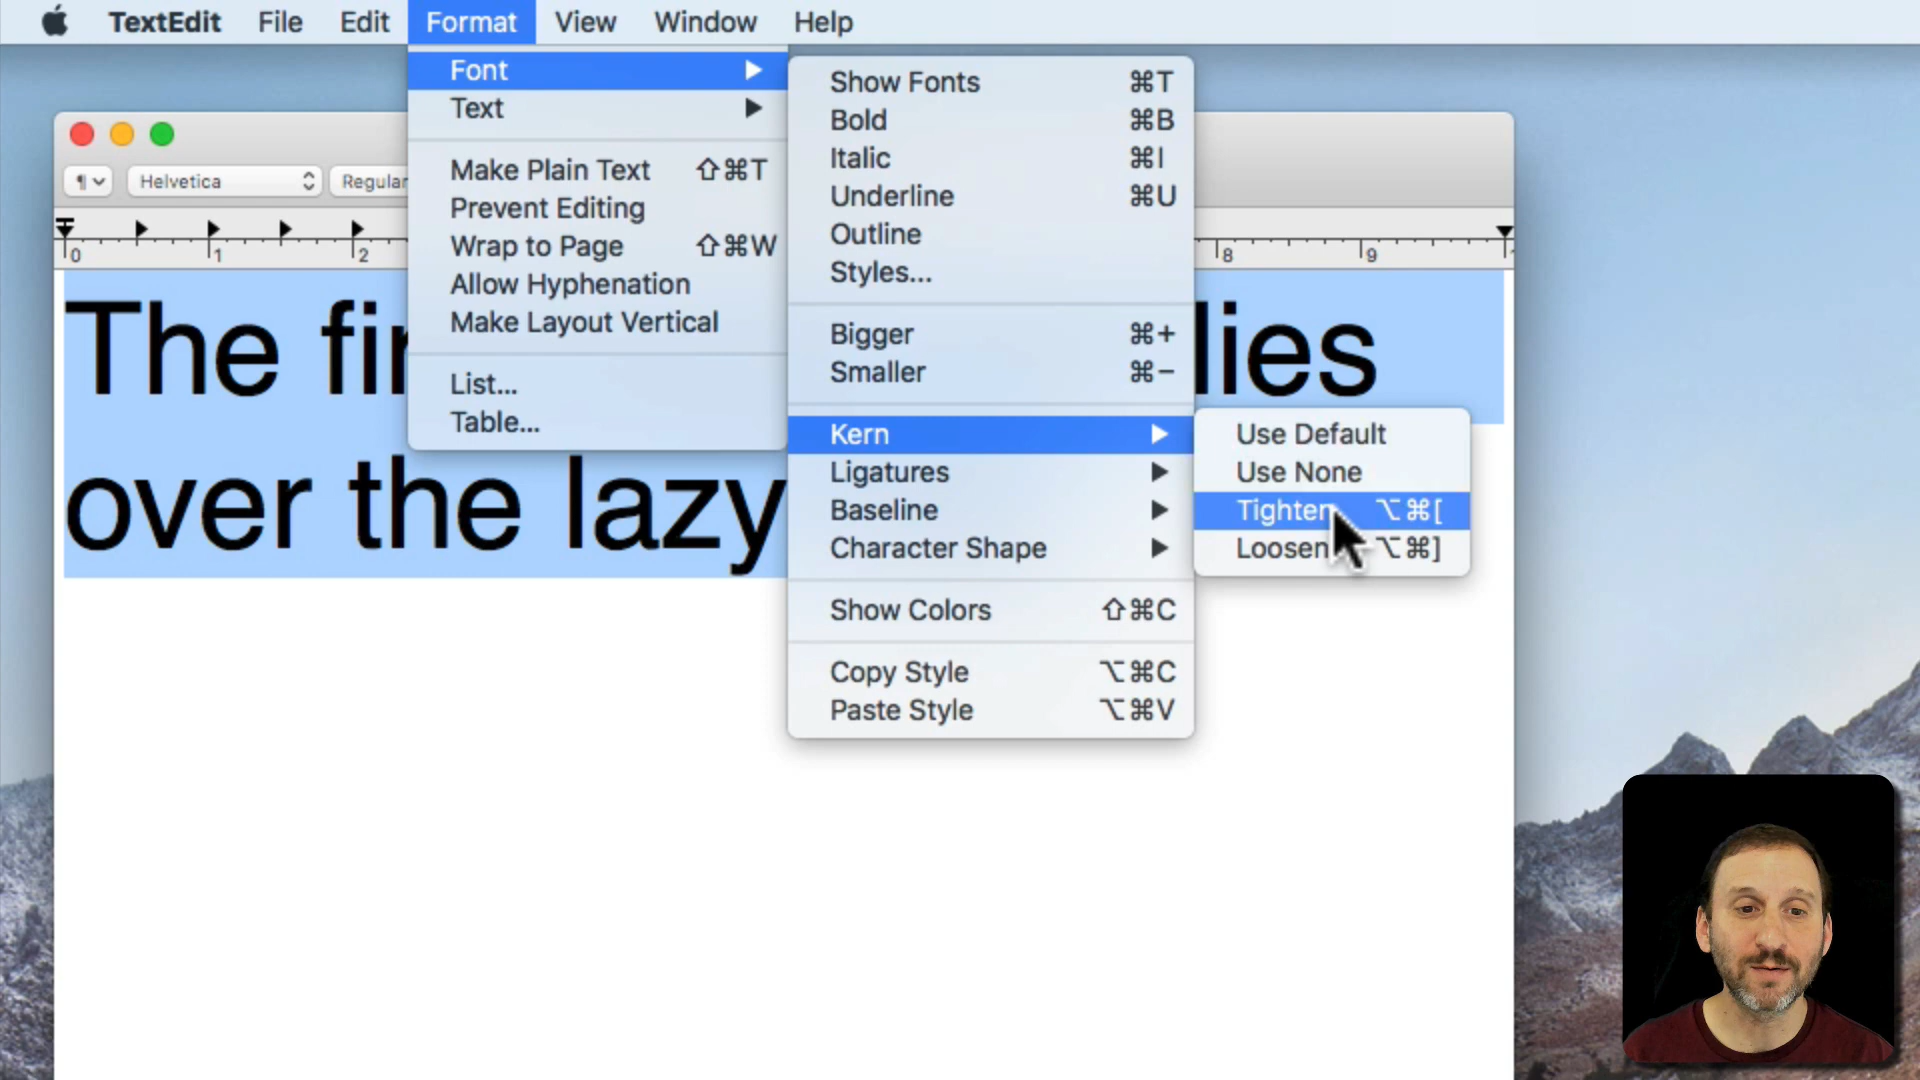 TextEdit File Edit Format View Window Help
Font
Text
Make Plain Text ⇧⌘T
Prevent Editing
Wrap to Page ⇧⌘W
Allow Hyphenation
Make Layout Vertical
List...
Table...
Show Fonts ⌘T
Bold ⌘B
Italic ⌘I
Underline ⌘U
Outline
Styles...
Bigger ⌘+
Smaller ⌘−
Kern
Ligatures
Baseline
Character Shape
Show Colors ⇧⌘C
Copy Style ⌥⌘C
Paste Style ⌥⌘V
Use Default
Use None
Tighten ⌥⌘[
Loosen ⌥⌘]
¶ Helvetica Regular
0 1 2 8 9
The lies
over the lazy